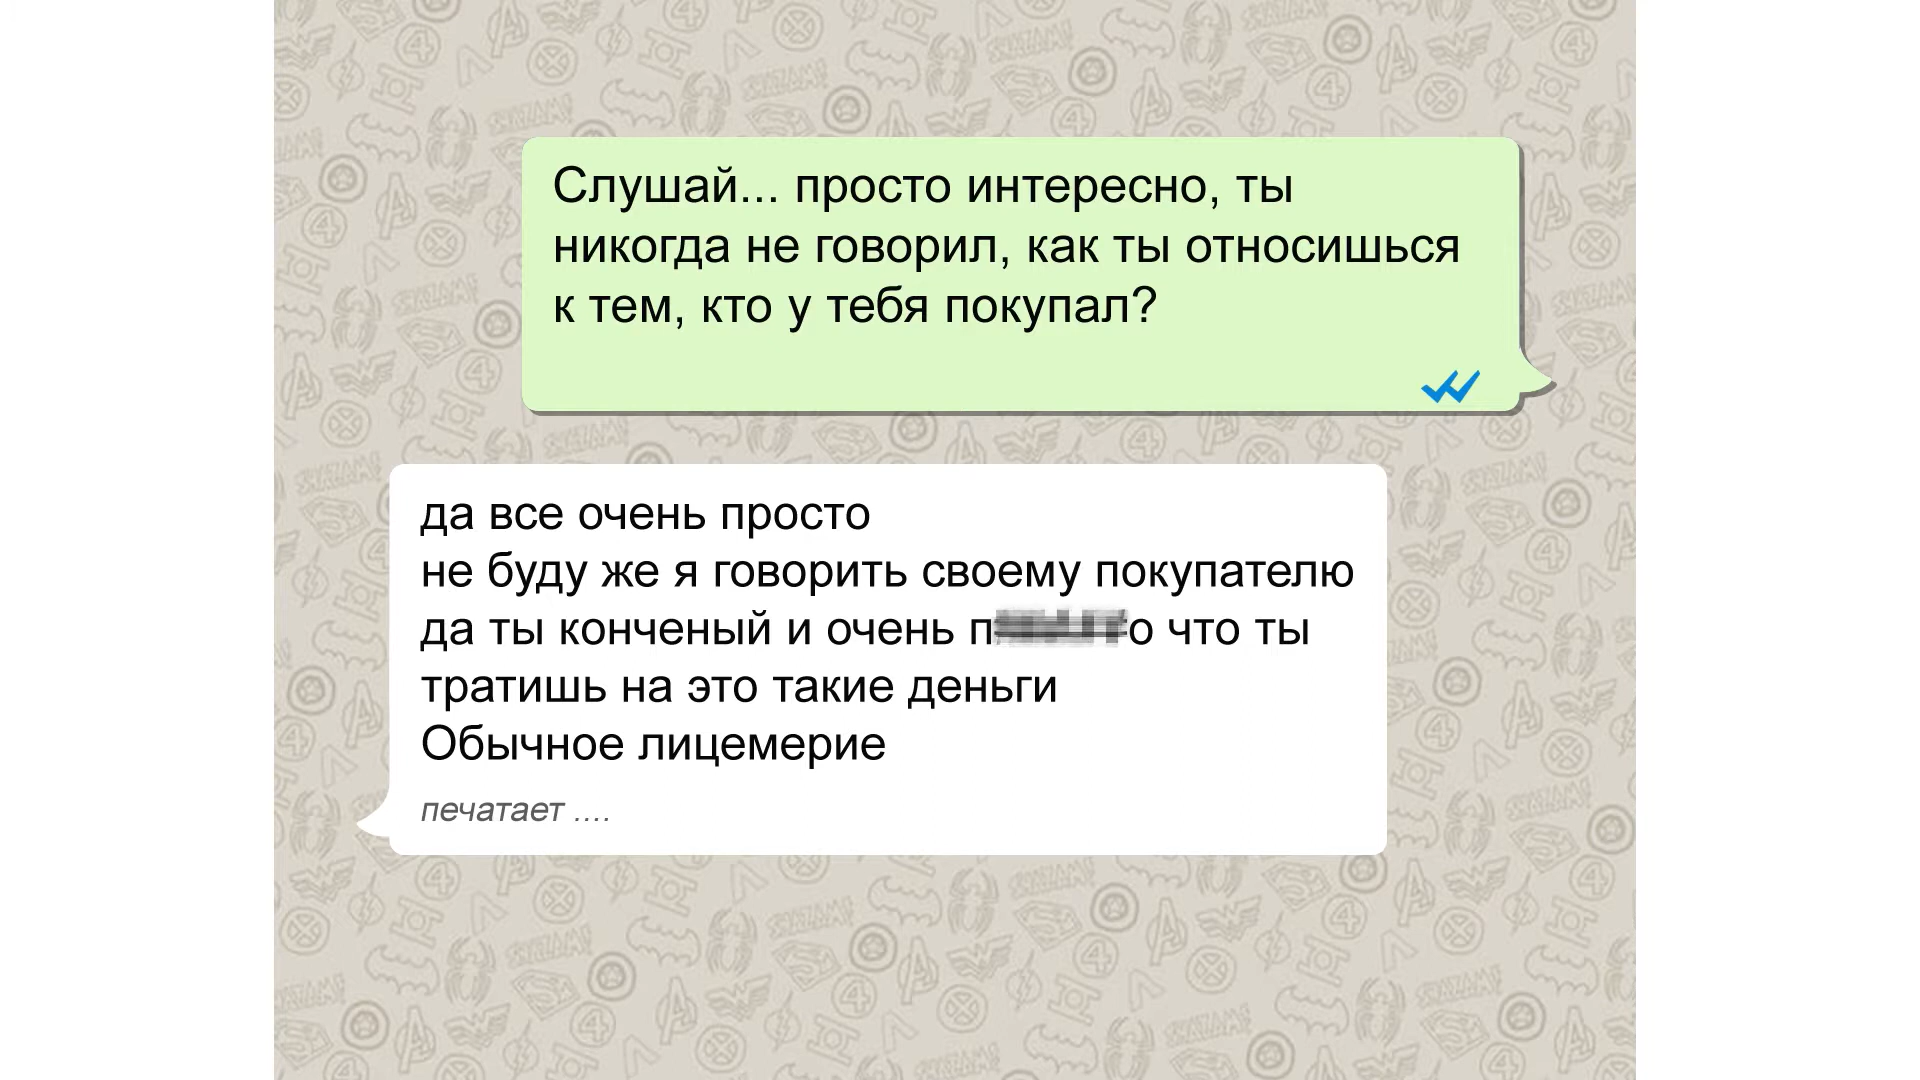 Слушай... просто интересно, ты
никогда не говорил, как ты относишься
к тем, кто у тебя покупал?
да все очень просто
не буду же я говорить своему покупателю
да ты конченый и очень что ты
тратишь на это такие деньги
Обычное лицемерие
печатает ....